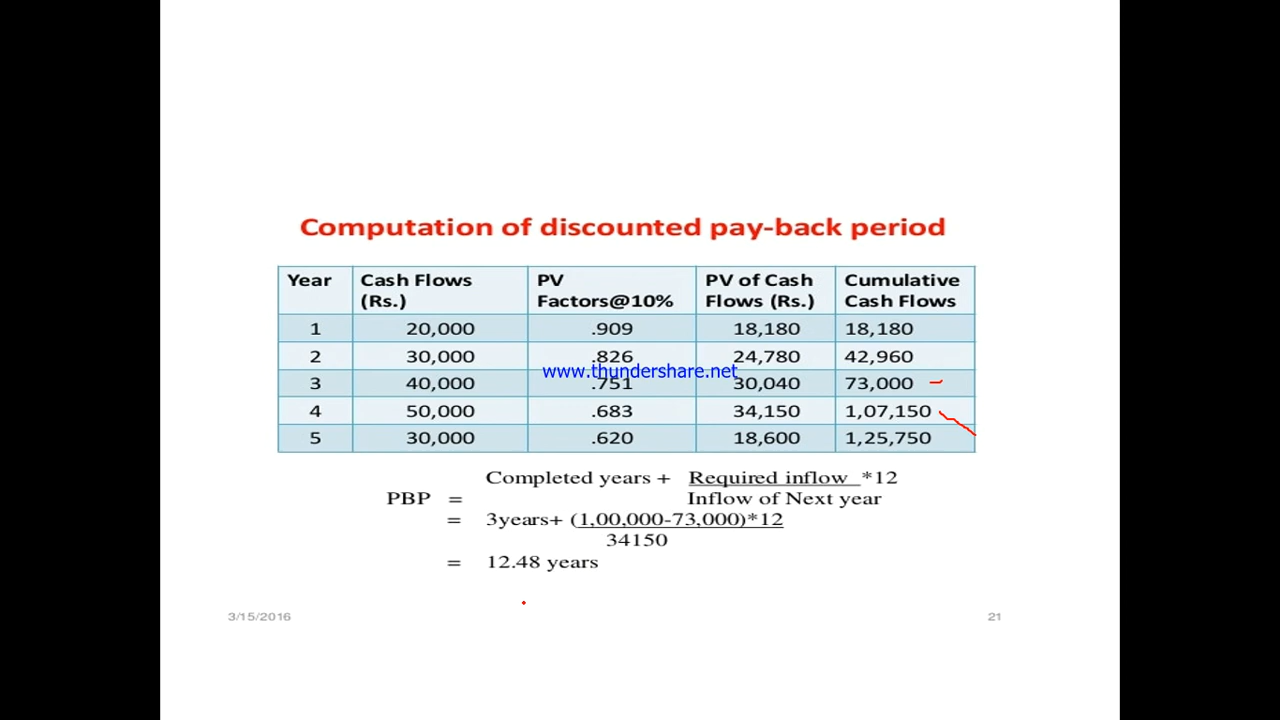 Computation of discounted pay-back period
Year Cash Flows (Rs.) PV Factors@10% PV of Cash Flows (Rs.) Cumulative Cash Flows
1 20,000 .909 18,180 18,180
2 30,000 .826 24,780 42,960
www.thundershare.net
3 40,000 .751 30,040 73,000
4 50,000 .683 34,150 1,07,150
5 30,000 .620 18,600 1,25,750
Completed years + Required inflow *12
PBP = Inflow of Next year
= 3years+ (1,00,000-73,000)*12
34150
= 12.48 years
3/15/2016 21